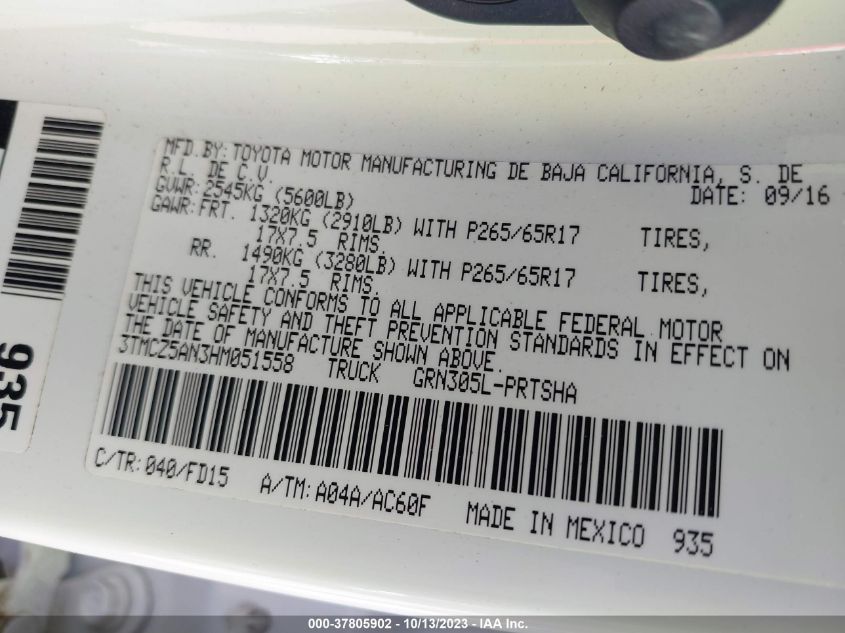 MFD.BY:TOYOTA MOTOR MANUFACTURING DE BAJA CALIFORNIA, S. DE
R.L. DE C.V. DATE: 09/16
GVWR:2545KG (5600LB)
GAWR:FRT. 1320KG (2910LB) WITH P265/65R17 TIRES,
17X7.5 RIMS.
RR. 1490KG (3280LB) WITH P265/65R17 TIRES,
17X7.5 RIMS.
THIS VEHICLE CONFORMS TO ALL APPLICABLE FEDERAL MOTOR
VEHICLE SAFETY AND THEFT PREVENTION STANDARDS IN EFFECT ON
THE DATE OF MANUFACTURE SHOWN ABOVE.
3TMCZ5AN3HM051558 TRUCK GRN305L-PRTSHA
C/TR:040/FD15 A/TM:A04A/AC60F MADE IN MEXICO 935
935
000-37805902 - 10/13/2023 - IAA Inc.